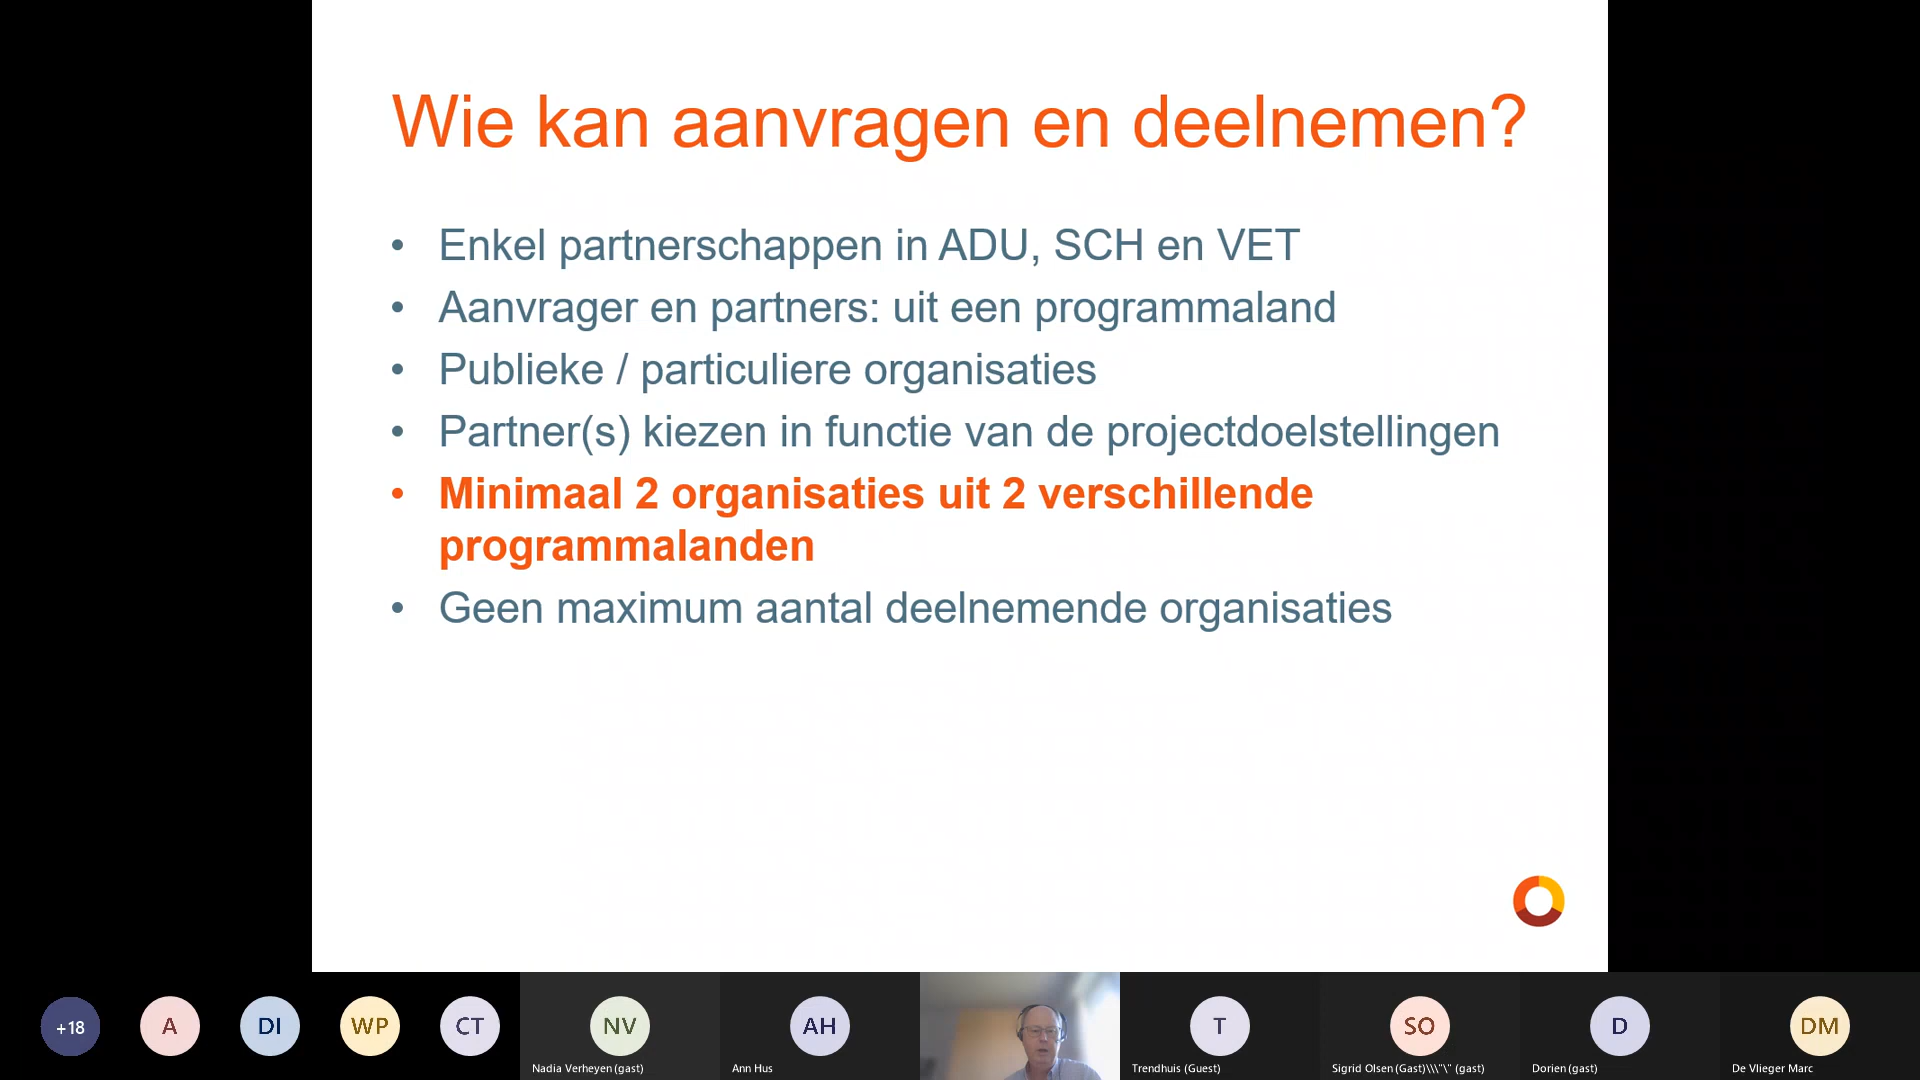 Wie kan aanvragen en deelnemen?
• Enkel partnerschappen in ADU, SCH en VET
• Aanvrager en partners: uit een programmaland
• Publieke / particuliere organisaties
• Partner(s) kiezen in functie van de projectdoelstellingen
• Minimaal 2 organisaties uit 2 verschillende
programmalanden
• Geen maximum aantal deelnemende organisaties
+18 A DI WP CT NV AH T SO D DM
Nadia Verheyen (gast) Ann Hus Trendhuis (Guest) Sigrid Olsen (Gast)\\\"\" (gast) Dorien (gast) De Vlieger Marc